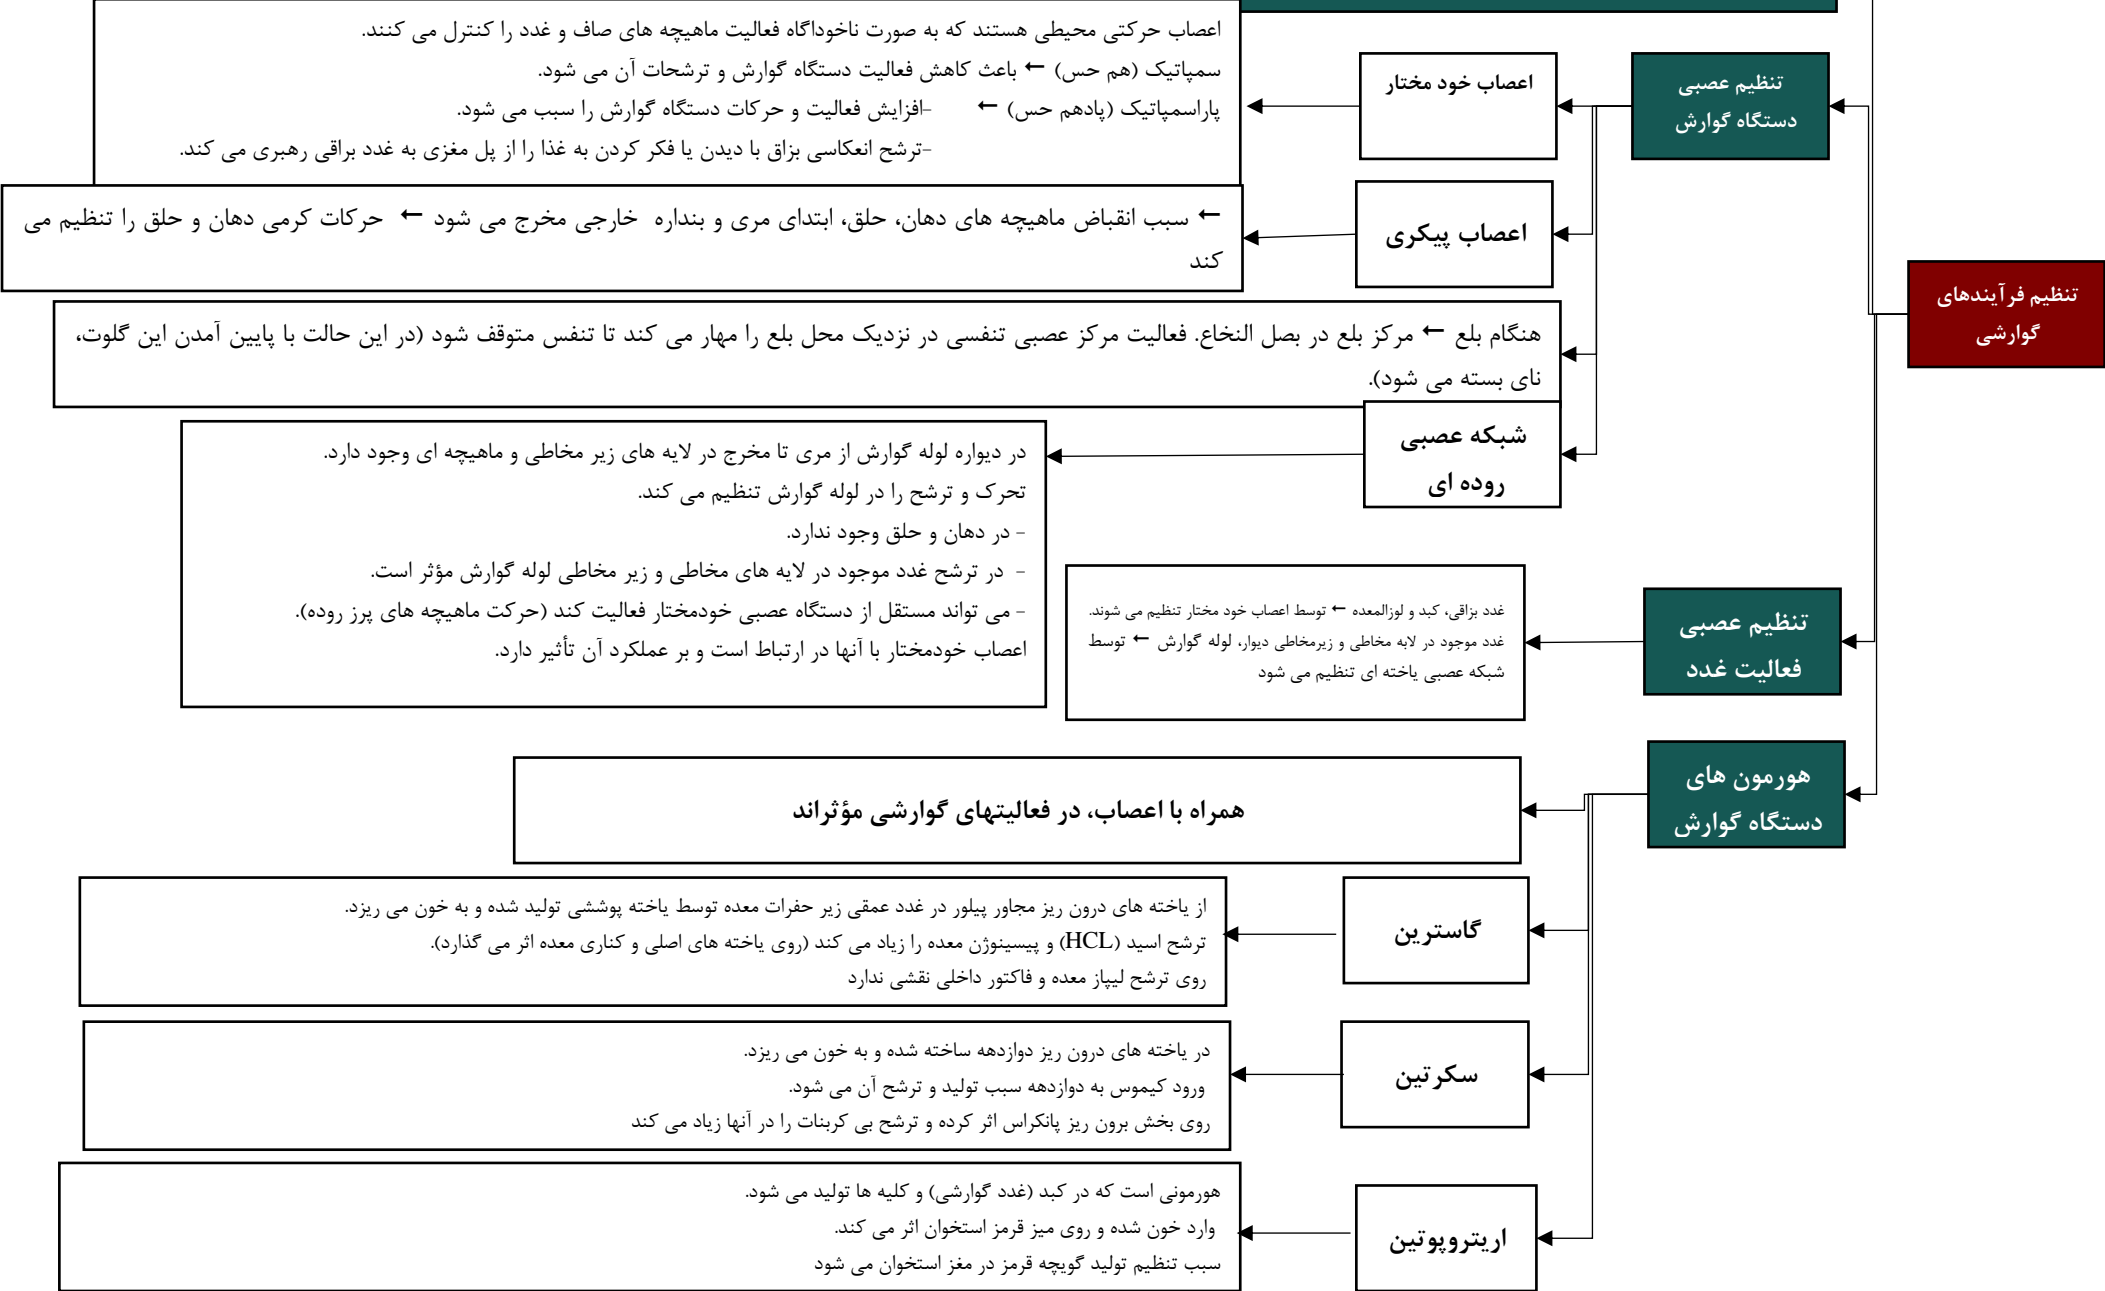 تنظیم فرآیندهای
گوارشی
تنظیم عصبی
دستگاه گوارش
اعصاب خود مختار
اعصاب حرکتی محیطی هستند که به صورت ناخوداگاه فعالیت ماهیچه های صاف و غدد را کنترل می کنند.
سمپاتیک (هم حس) ← باعث کاهش فعالیت دستگاه گوارش و ترشحات آن می شود.
پاراسمپاتیک (پادهم حس) ← -افزایش فعالیت و حرکات دستگاه گوارش را سبب می شود.
-ترشح انعکاسی بزاق با دیدن یا فکر کردن به غذا را از پل مغزی به غدد براقی رهبری می کند.
اعصاب پیکری
← سبب انقباض ماهیچه های دهان، حلق، ابتدای مری و بنداره خارجی مخرج می شود ← حرکات کرمی دهان و حلق را تنظیم می
کند
هنگام بلع ← مرکز بلع در بصل النخاع. فعالیت مرکز عصبی تنفسی در نزدیک محل بلع را مهار می کند تا تنفس متوقف شود (در این حالت با پایین آمدن این گلوت،
نای بسته می شود).
شبکه عصبی
روده ای
در دیواره لوله گوارش از مری تا مخرج در لایه های زیر مخاطی و ماهیچه ای وجود دارد.
تحرک و ترشح را در لوله گوارش تنظیم می کند.
- در دهان و حلق وجود ندارد.
- در ترشح غدد موجود در لایه های مخاطی و زیر مخاطی لوله گوارش مؤثر است.
- می تواند مستقل از دستگاه عصبی خودمختار فعالیت کند (حرکت ماهیچه های پرز روده).
اعصاب خودمختار با آنها در ارتباط است و بر عملکرد آن تأثیر دارد.
تنظیم عصبی
فعالیت غدد
غدد بزاقی، کبد و لوزالمعده ← توسط اعصاب خود مختار تنظیم می شوند.
غدد موجود در لابه مخاطی و زیرمخاطی دیوار، لوله گوارش ← توسط
شبکه عصبی یاخته ای تنظیم می شود
هورمون های
دستگاه گوارش
همراه با اعصاب، در فعالیتهای گوارشی مؤثراند
گاسترین
از یاخته های درون ریز مجاور پیلور در غدد عمقی زیر حفرات معده توسط یاخته پوششی تولید شده و به خون می ریزد.
ترشح اسید (HCL) و پیسینوژن معده را زیاد می کند (روی یاخته های اصلی و کناری معده اثر می گذارد).
روی ترشح لیپاز معده و فاکتور داخلی نقشی ندارد
سکرتین
در یاخته های درون ریز دوازدهه ساخته شده و به خون می ریزد.
ورود کیموس به دوازدهه سبب تولید و ترشح آن می شود.
روی بخش برون ریز پانکراس اثر کرده و ترشح بی کربنات را در آنها زیاد می کند
اریتروپوتین
هورمونی است که در کبد (غدد گوارشی) و کلیه ها تولید می شود.
وارد خون شده و روی میز قرمز استخوان اثر می کند.
سبب تنظیم تولید گویچه قرمز در مغز استخوان می شود